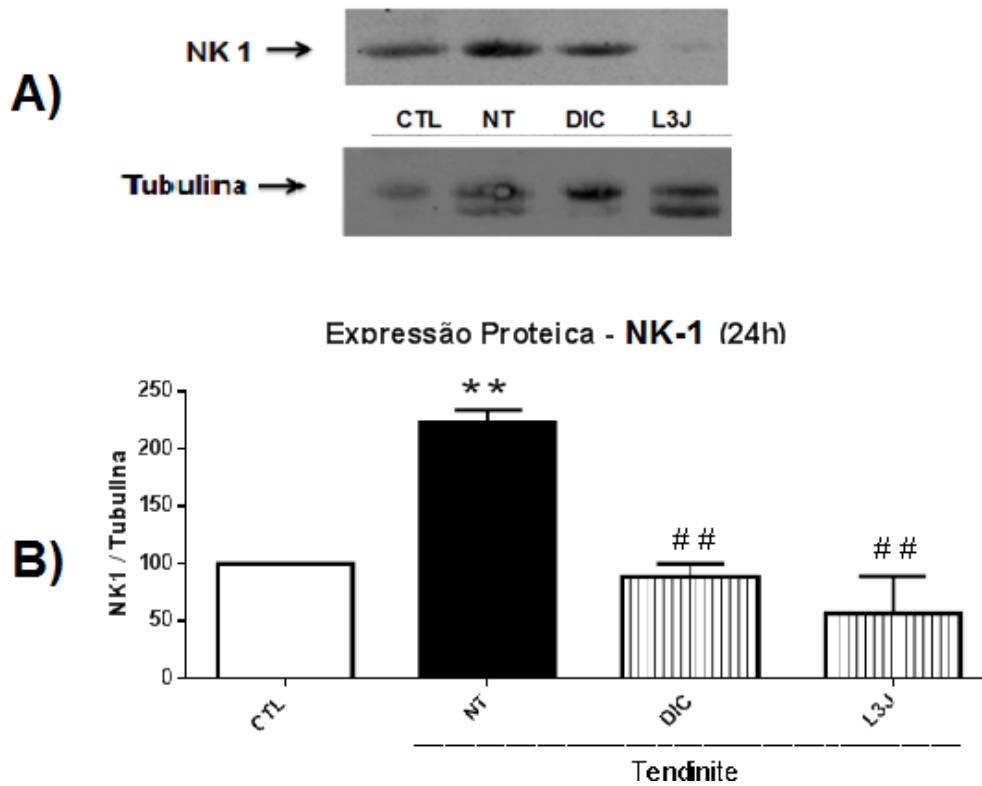 A)
NK 1
CTL NT DIC L3J
Tubulina
Expressão Proteica - NK-1 (24h)
B)
NK1 / Tubulina
250
200
150
100
50
0
**
##
##
CTL
NT
DIC
L3J
Tendinite